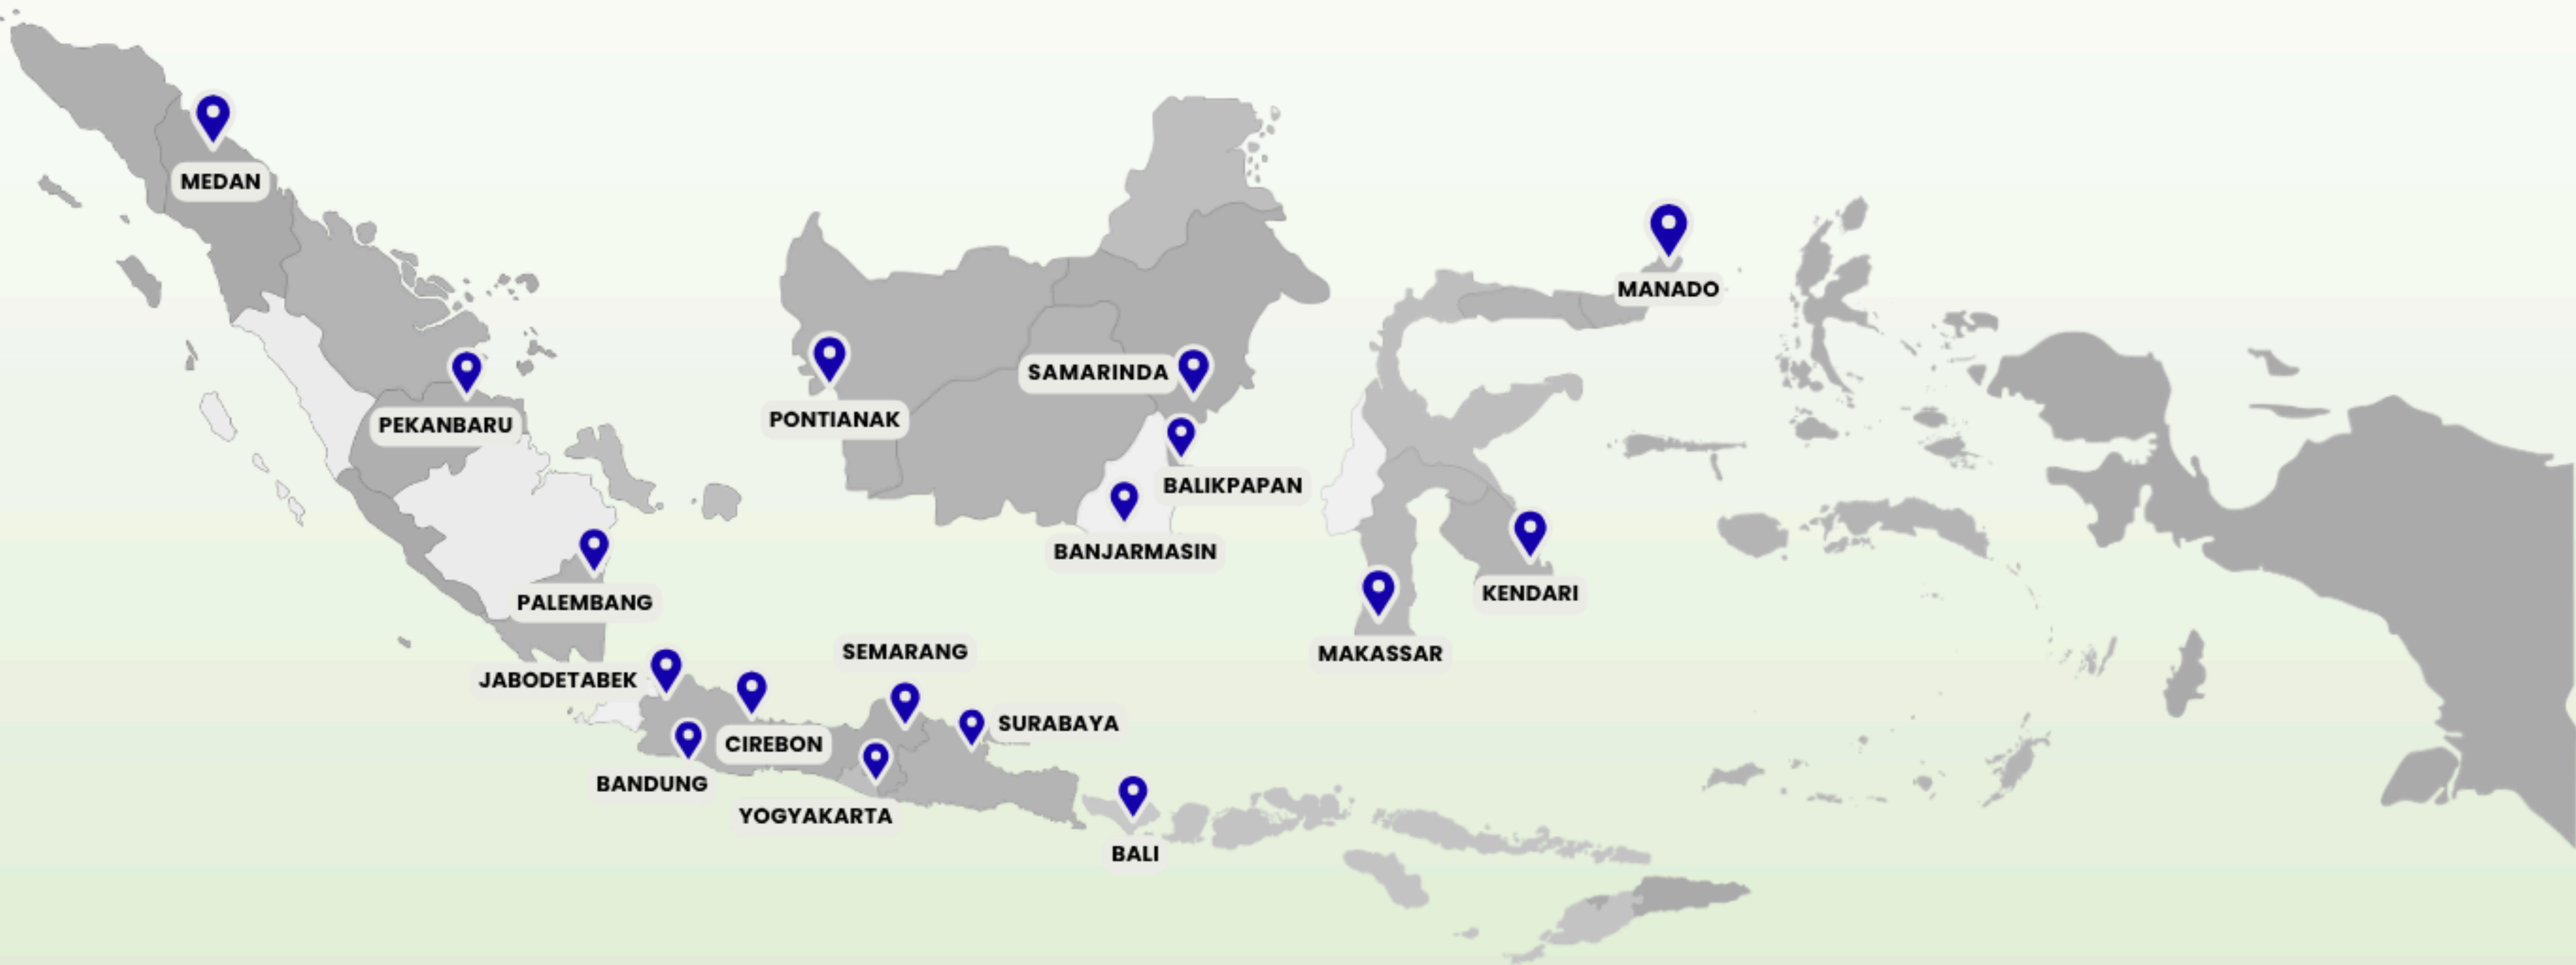 MEDAN
MANADO
SAMARINDA
PONTIANAK
PEKANBARU
BALIKPAPAN
BANJARMASIN
KENDARI
PALEMBANG
SEMARANG
MAKASSAR
JABODETABEK
SURABAYA
CIREBON
BANDUNG
YOGYAKARTA
BALI